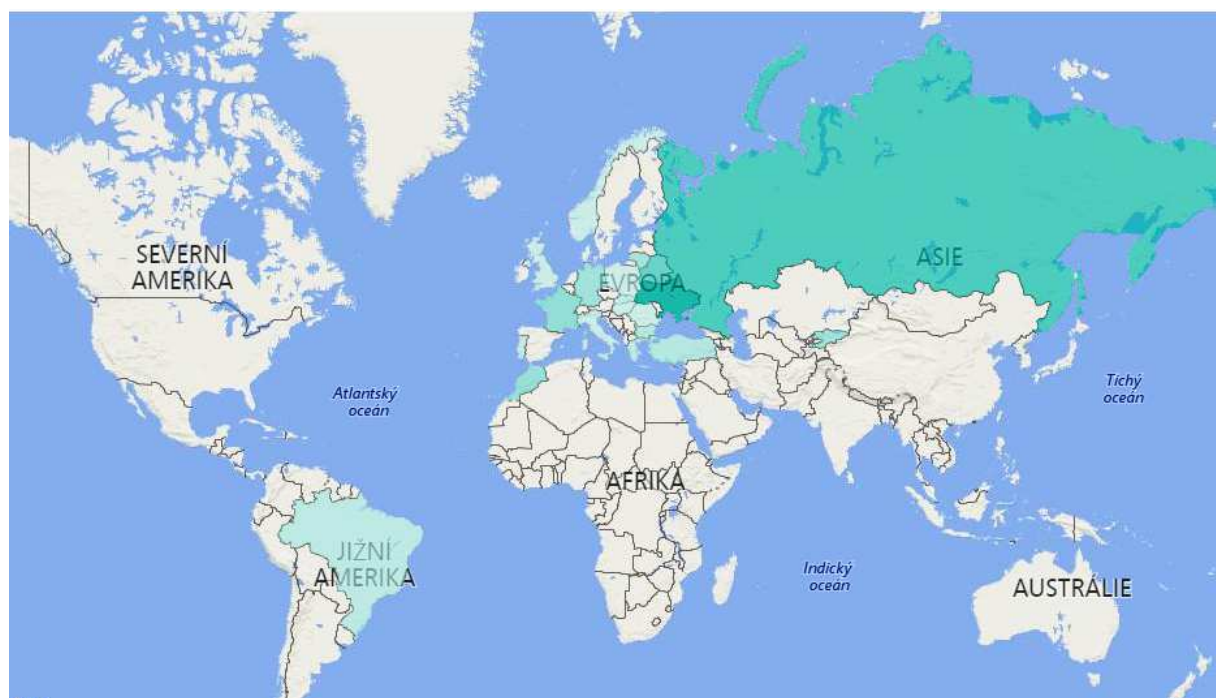 SEVERNÍ
AMERIKA
EVROPA
ASIE
Atlantský
oceán
Tichý
oceán
AFRIKA
JIŽNÍ
AMERIKA
Indický
oceán
AUSTRÁLIE